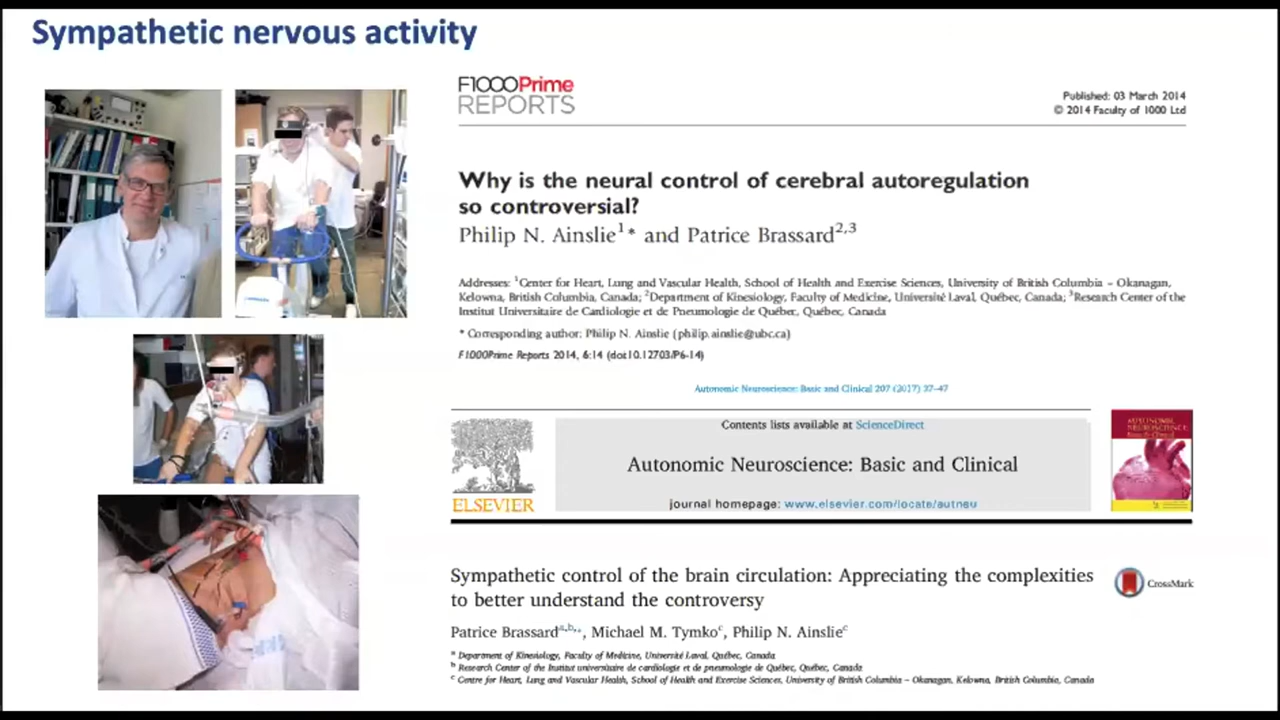 Sympathetic nervous activity
F1000Prime
REPORTS
Published: 03 March 2014
© 2014 Faculty of 1000 Ltd
Why is the neural control of cerebral autoregulation
so controversial?
Philip N. Ainslie1* and Patrice Brassard2,3
Addresses: 1Center for Heart, Lung and Vascular Health, School of Health and Exercise Sciences, University of British Columbia – Okanagan,
Kelowna, British Columbia, Canada; 2Department of Kinesiology, Faculty of Medicine, Université Laval, Québec, Canada; 3Research Center of the
Institut Universitaire de Cardiologie et de Pneumologie de Québec, Québec, Canada
* Corresponding author: Philip N. Ainslie (philip.ainslie@ubc.ca)
F1000Prime Reports 2014, 6:14 (doi:10.12703/P6-14)
Autonomic Neuroscience: Basic and Clinical 207 (2017) 37–47
Contents lists available at ScienceDirect
Autonomic Neuroscience: Basic and Clinical
journal homepage: www.elsevier.com/locate/autneu
ELSEVIER
AUTONOMIC
NEUROSCIENCE:
Basic and Clinical
Sympathetic control of the brain circulation: Appreciating the complexities
to better understand the controversy
CrossMark
Patrice Brassarda,b,*, Michael M. Tymkoc, Philip N. Ainsliec
a Department of Kinesiology, Faculty of Medicine, Université Laval, Québec, Canada
b Research Center of the Institut universitaire de cardiologie et de pneumologie de Québec, Québec, Canada
c Centre for Heart, Lung and Vascular Health, School of Health and Exercise Sciences, University of British Columbia – Okanagan, Kelowna, British Columbia, Canada